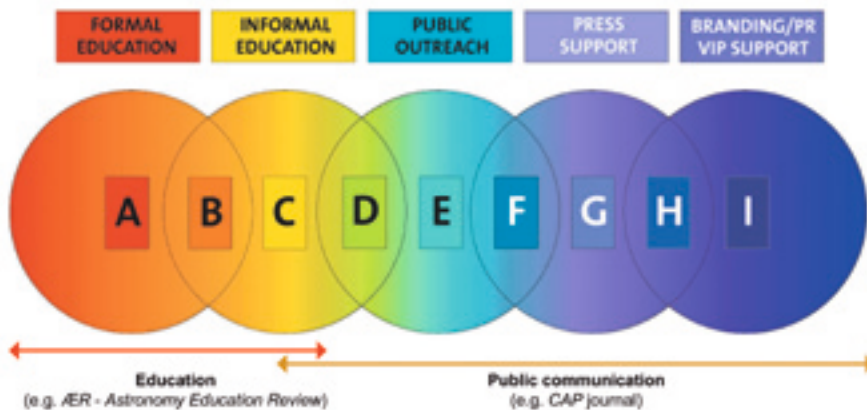 FORMAL
EDUCATION
INFORMAL
EDUCATION
PUBLIC
OUTREACH
PRESS
SUPPORT
BRANDING/PR
VIP SUPPORT
A B C D E F G H I
Education
(e.g. ÆR - Astronomy Education Review)
Public communication
(e.g. CAP journal)